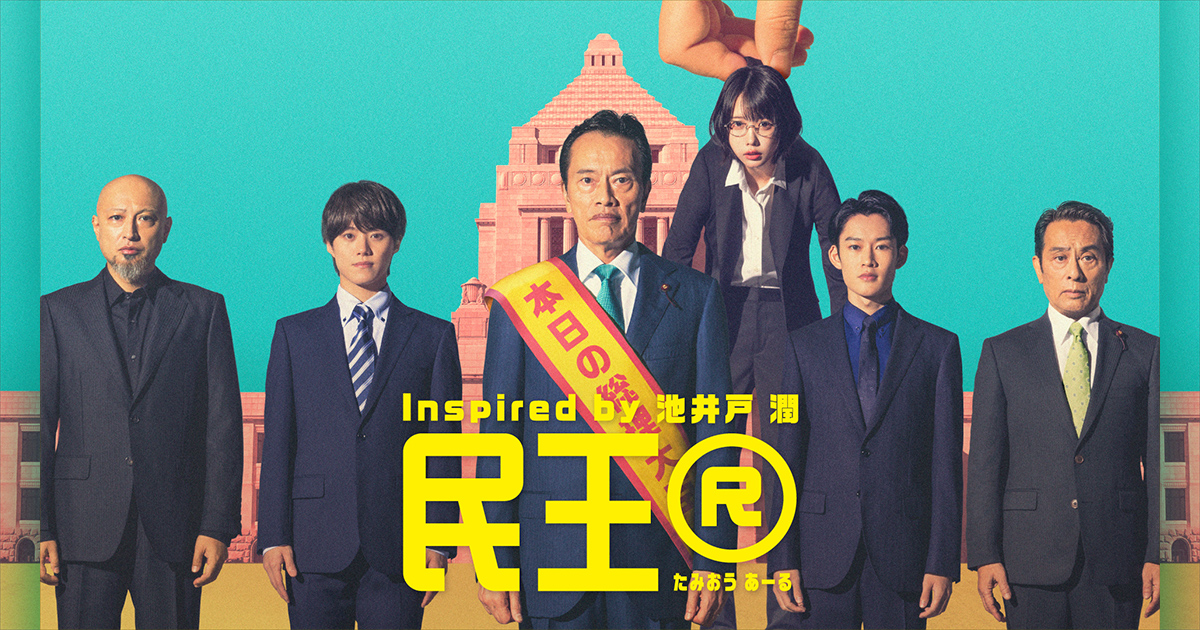 本日の総理大
Inspired by 池井戸 潤
民王Ⓡ
たみおう あーる